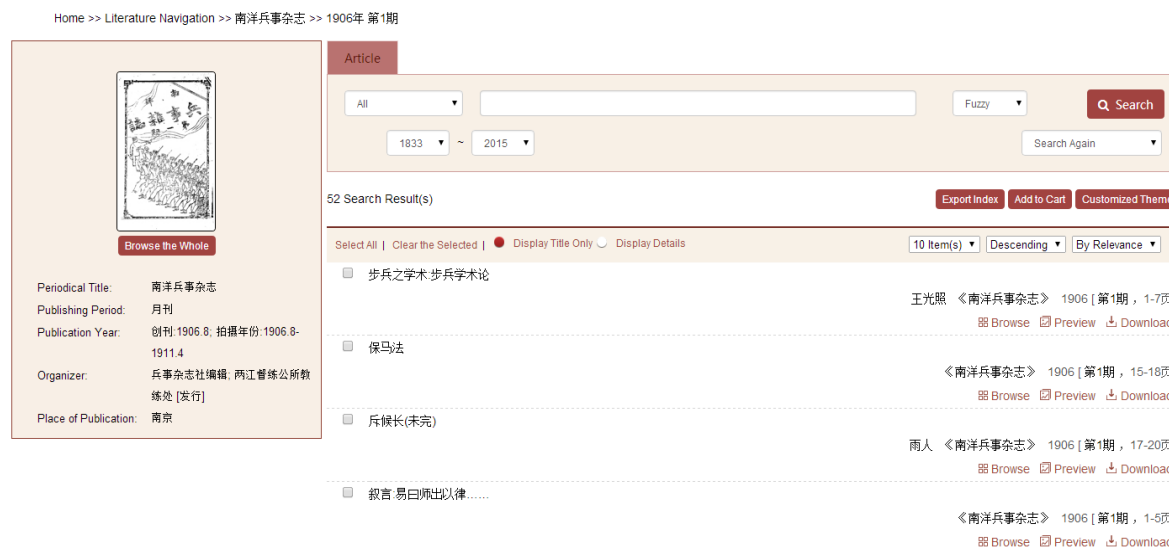 Home >> Literature Navigation >> 南洋兵事杂志 >> 1906年 第1期
Browse the Whole
Periodical Title: 南洋兵事杂志
Publishing Period: 月刊
Publication Year: 创刊:1906.8; 拍摄年份:1906.8-
1911.4
Organizer: 兵事杂志社编辑; 两江督练公所教
练处 [发行]
Place of Publication: 南京
Article
All Fuzzy Search
1833 ~ 2015 Search Again
52 Search Result(s) Export Index Add to Cart Customized Theme
Select All | Clear the Selected | Display Title Only Display Details 10 Item(s) Descending By Relevance
步兵之学术:步兵学术论
王光照 《南洋兵事杂志》 1906 [ 第1期 ，1-7页
Browse Preview Download
保马法
《南洋兵事杂志》 1906 [ 第1期 ，15-18页
Browse Preview Download
斥候长(未完)
雨人 《南洋兵事杂志》 1906 [ 第1期 ，17-20页
Browse Preview Download
叙言:易曰师出以律……
《南洋兵事杂志》 1906 [ 第1期 ，1-5页
Browse Preview Download